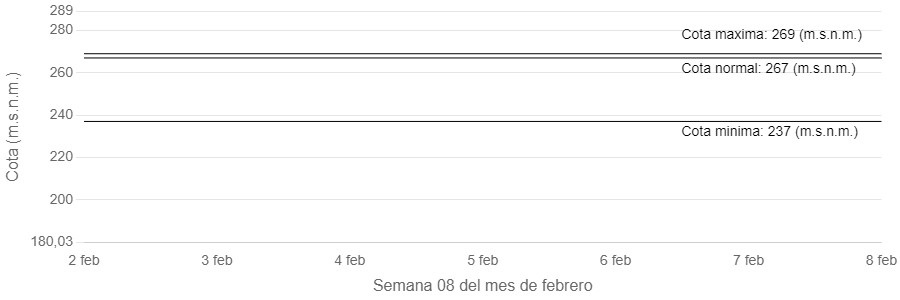 289
280
Cota maxima: 269 (m.s.n.m.)
260
Cota normal: 267 (m.s.n.m.)
240
Cota minima: 237 (m.s.n.m.)
220
200
180,03
Cota (m.s.n.m.)
2 feb 3 feb 4 feb 5 feb 6 feb 7 feb 8 feb
Semana 08 del mes de febrero